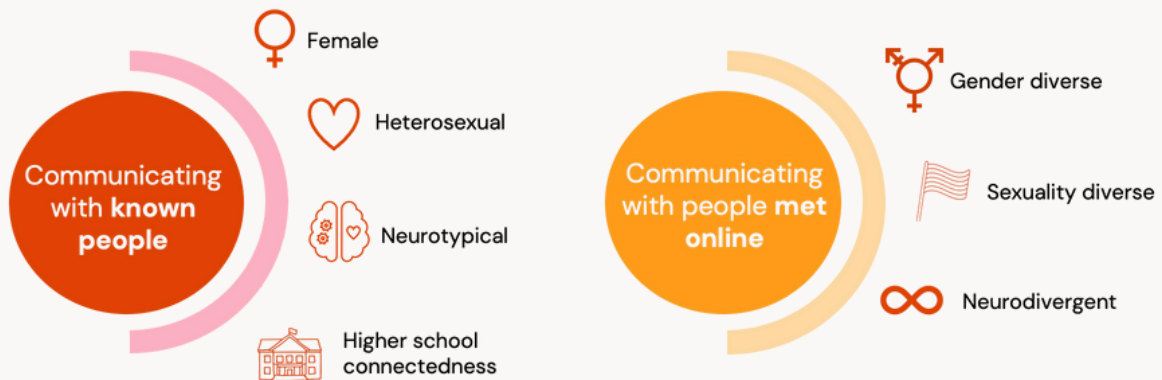 Communicating
with known
people
Female
Heterosexual
Neurotypical
Higher school
connectedness
Communicating
with people met
online
Gender diverse
Sexuality diverse
Neurodivergent